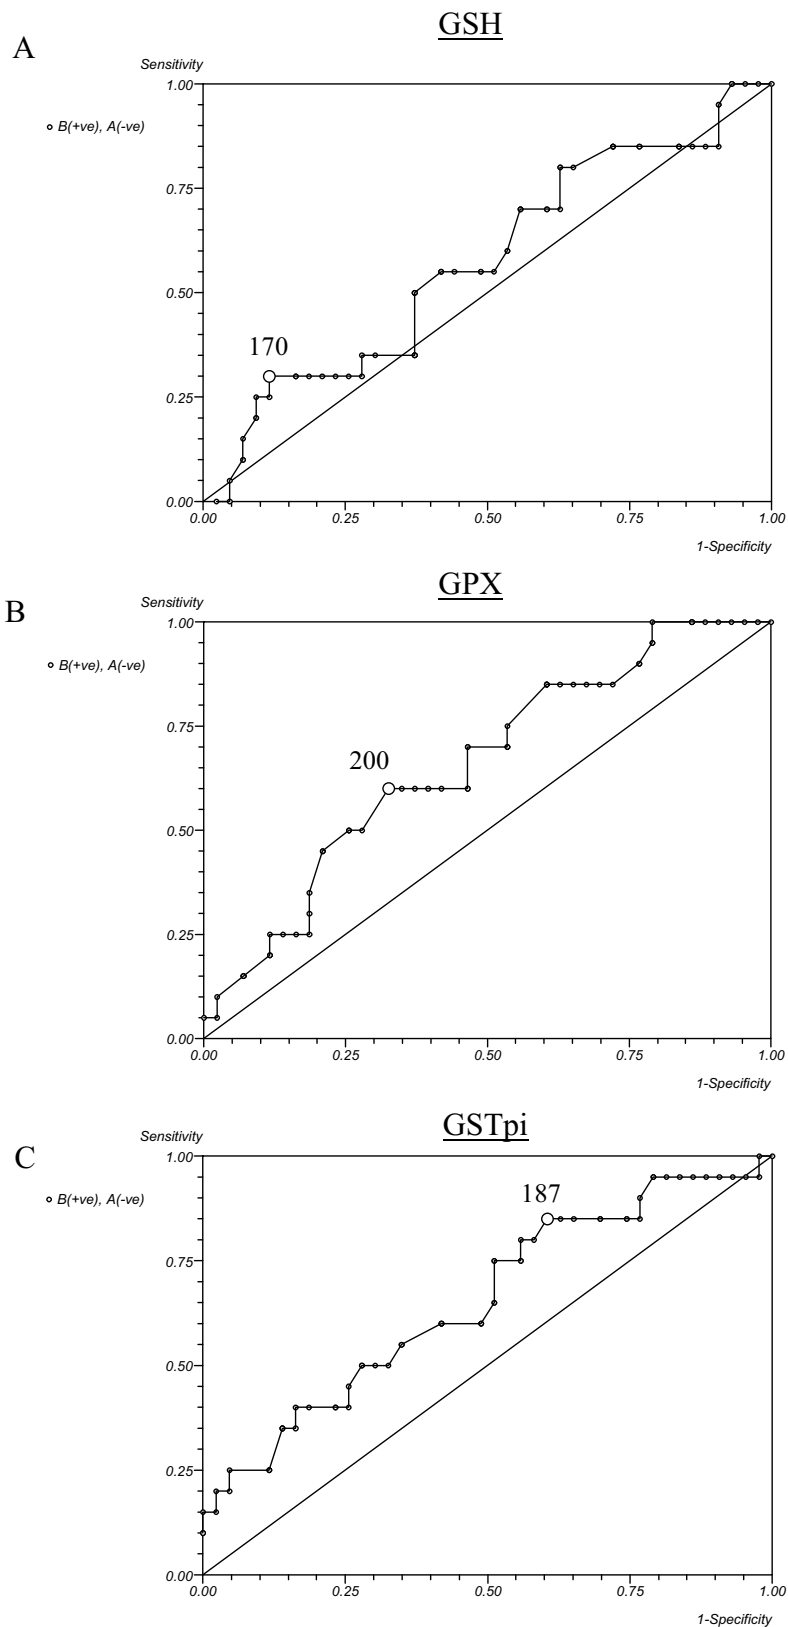 A
GSH
Sensitivity
B(+ve), A(-ve)
1.00
0.75
0.50
0.25
0.00
170
0.00 0.25 0.50 0.75 1.00
1-Specificity
B
GPX
Sensitivity
B(+ve), A(-ve)
1.00
0.75
0.50
0.25
0.00
200
0.00 0.25 0.50 0.75 1.00
1-Specificity
C
GSTpi
Sensitivity
B(+ve), A(-ve)
1.00
0.75
0.50
0.25
0.00
187
0.00 0.25 0.50 0.75 1.00
1-Specificity